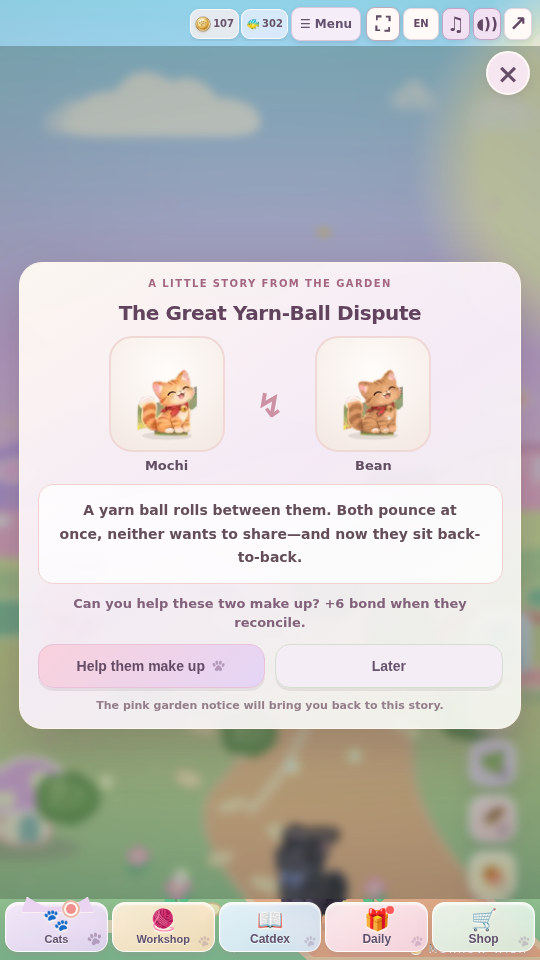 107
302
☰ Menu
EN
A LITTLE STORY FROM THE GARDEN
The Great Yarn-Ball Dispute
Mochi
Bean
A yarn ball rolls between them. Both pounce at
once, neither wants to share—and now they sit back-
to-back.
Can you help these two make up? +6 bond when they
reconcile.
Help them make up
Later
The pink garden notice will bring you back to this story.
Cats
Workshop
Catdex
Daily
Shop